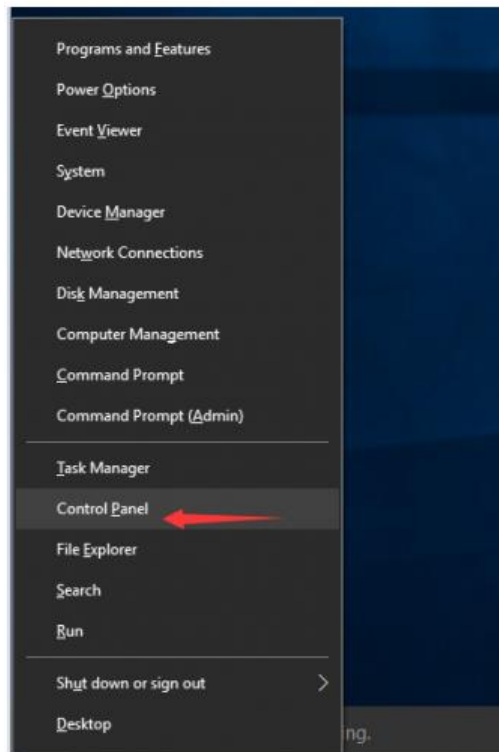 Programs and Features
Power Options
Event Viewer
System
Device Manager
Network Connections
Disk Management
Computer Management
Command Prompt
Command Prompt (Admin)
Task Manager
Control Panel
File Explorer
Search
Run
Shut down or sign out
Desktop
ing.